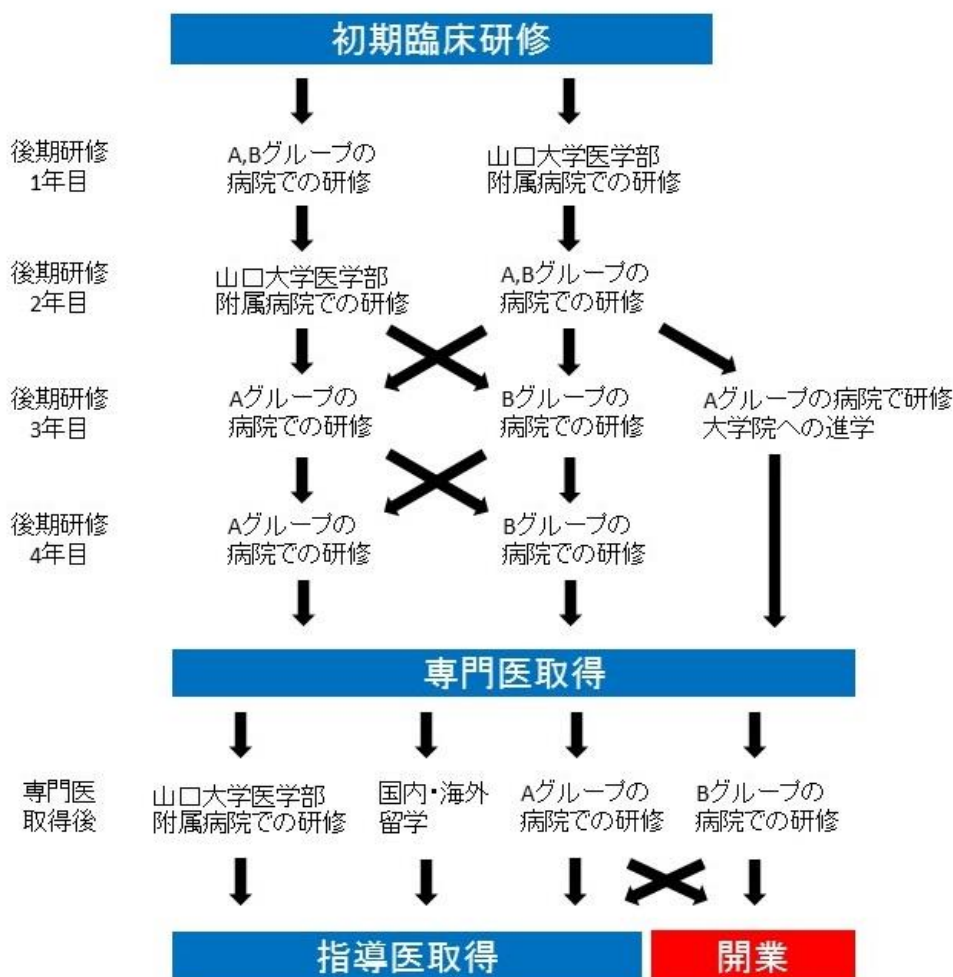 初期臨床研修
後期研修
1年目
A,Bグループの
病院での研修
山口大学医学部
附属病院での研修
後期研修
2年目
山口大学医学部
附属病院での研修
A,Bグループの
病院での研修
後期研修
3年目
Aグループの
病院での研修
Bグループの
病院での研修
Aグループの病院で研修
大学院への進学
後期研修
4年目
Aグループの
病院での研修
Bグループの
病院での研修
専門医取得
専門医
取得後
山口大学医学部
附属病院での研修
国内・海外
留学
Aグループの
病院での研修
Bグループの
病院での研修
指導医取得
開業